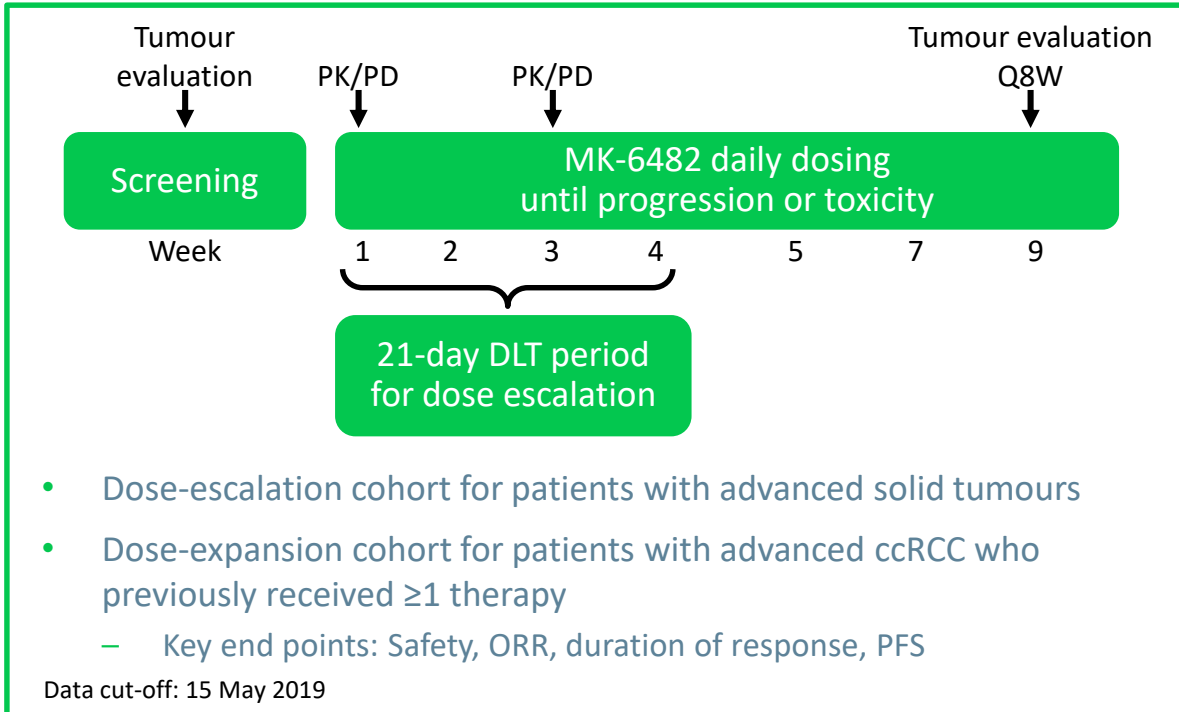 Tumour
evaluation
PK/PD
PK/PD
Tumour evaluation
Q8W
Screening
MK-6482 daily dosing
until progression or toxicity
Week 1 2 3 4 5 7 9
21-day DLT period
for dose escalation
• Dose-escalation cohort for patients with advanced solid tumours
• Dose-expansion cohort for patients with advanced ccRCC who
previously received ≥1 therapy
– Key end points: Safety, ORR, duration of response, PFS
Data cut-off: 15 May 2019